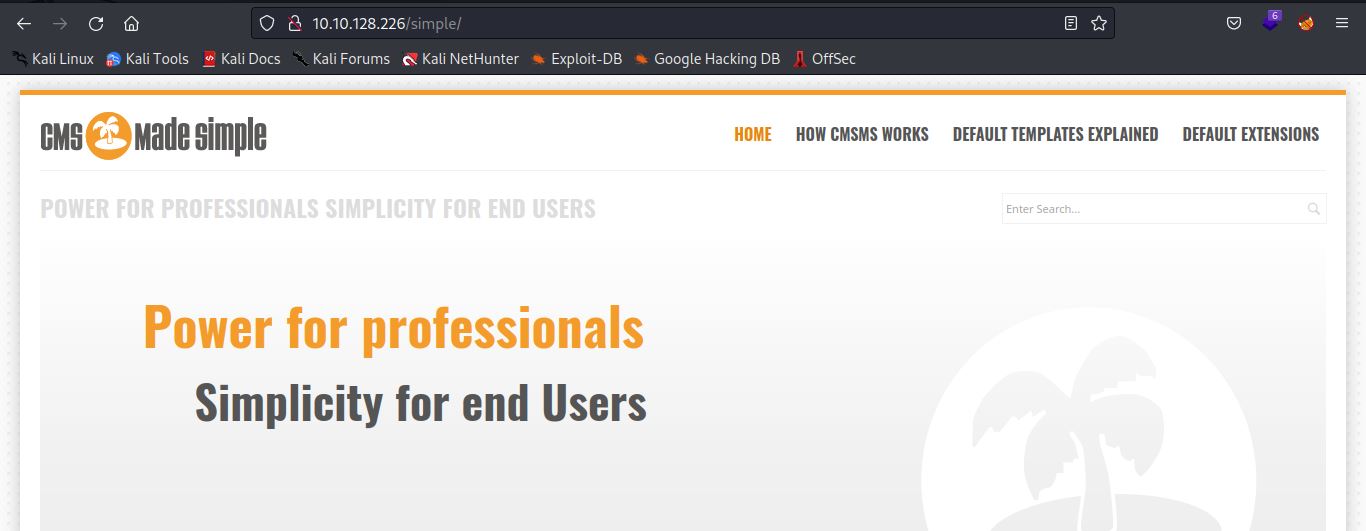 10.10.128.226/simple/
6
Kali Linux Kali Tools Kali Docs Kali Forums Kali NetHunter Exploit-DB Google Hacking DB OffSec
CMS Made Simple
HOME HOW CMSMS WORKS DEFAULT TEMPLATES EXPLAINED DEFAULT EXTENSIONS
POWER FOR PROFESSIONALS SIMPLICITY FOR END USERS
Enter Search...
Power for professionals
Simplicity for end Users